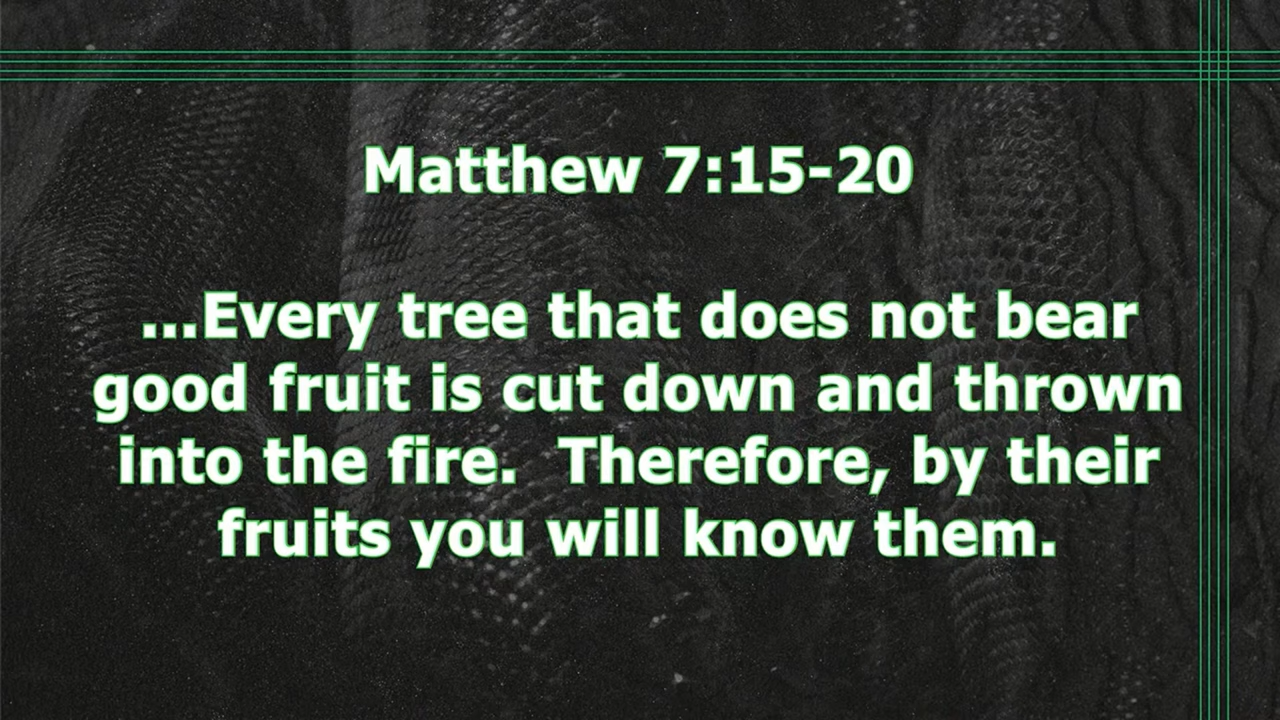 Matthew 7:15-20
...Every tree that does not bear
good fruit is cut down and thrown
into the fire.  Therefore, by their
fruits you will know them.